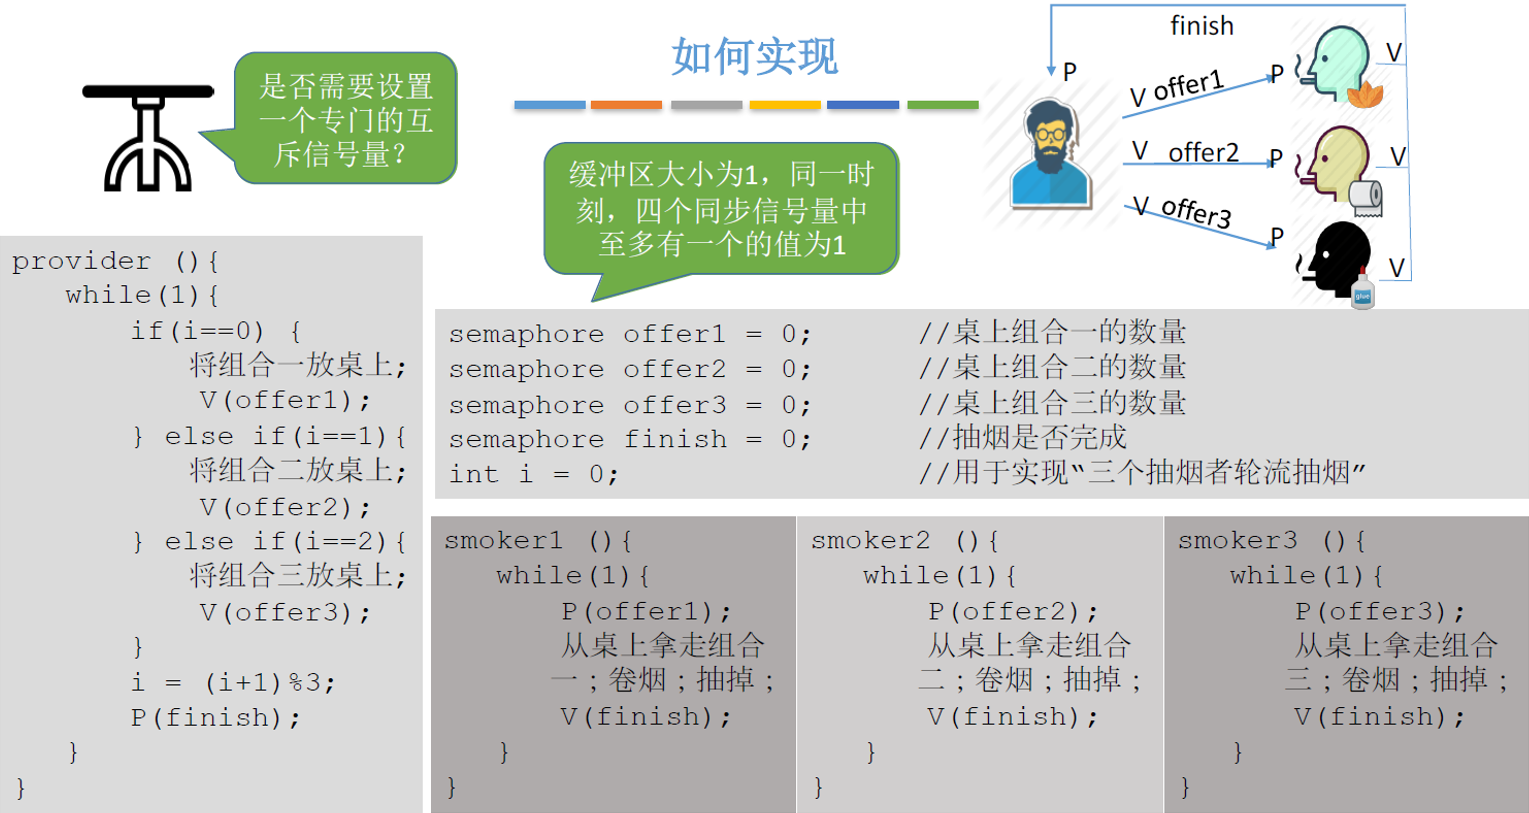 如何实现
是否需要设置
一个专门的互
斥信号量？
缓冲区大小为1，同一时
刻，四个同步信号量中
至多有一个的值为1
finish
P
V offer1
P
V
V offer2
P
V
V offer3
P
V
glue
provider (){
while(1){
if(i==0) {
将组合一放桌上;
V(offer1);
} else if(i==1){
将组合二放桌上;
V(offer2);
} else if(i==2){
将组合三放桌上;
V(offer3);
}
i = (i+1)%3;
P(finish);
}
}
semaphore offer1 = 0; //桌上组合一的数量
semaphore offer2 = 0; //桌上组合二的数量
semaphore offer3 = 0; //桌上组合三的数量
semaphore finish = 0; //抽烟是否完成
int i = 0; //用于实现“三个抽烟者轮流抽烟”
smoker1 (){
while(1){
P(offer1);
从桌上拿走组合
一；卷烟；抽掉；
V(finish);
}
}
smoker2 (){
while(1){
P(offer2);
从桌上拿走组合
二；卷烟；抽掉；
V(finish);
}
}
smoker3 (){
while(1){
P(offer3);
从桌上拿走组合
三；卷烟；抽掉；
V(finish);
}
}